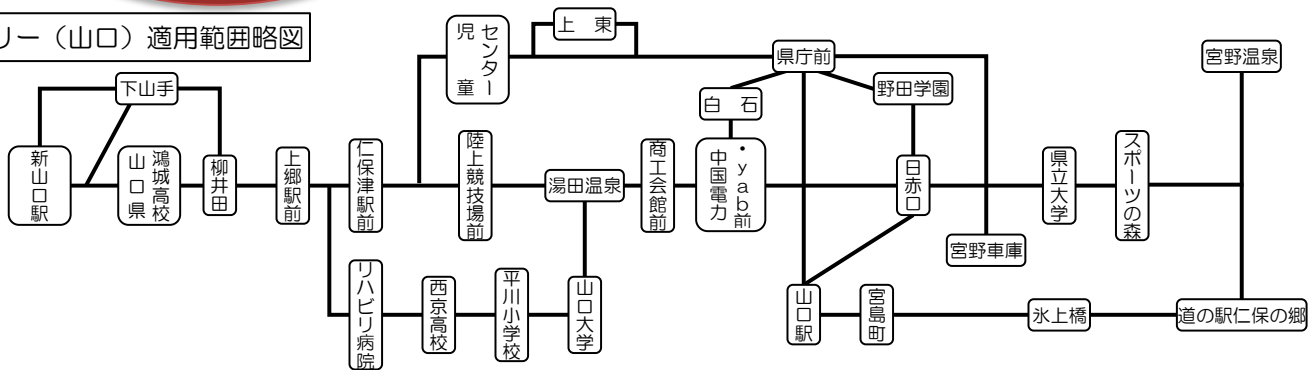 リー（山口）適用範囲略図
上　東
児童センター
県庁前
宮野温泉
下山手
白　石
野田学園
新山口駅
山口県鴻城高校
柳井田
上郷駅前
仁保津駅前
陸上競技場前
湯田温泉
商工会館前
中国電力・ｙａｂ前
日赤口
県立大学
スポーツの森
宮野車庫
リハビリ病院
西京高校
平川小学校
山口大学
山口駅
宮島町
氷上橋
道の駅仁保の郷